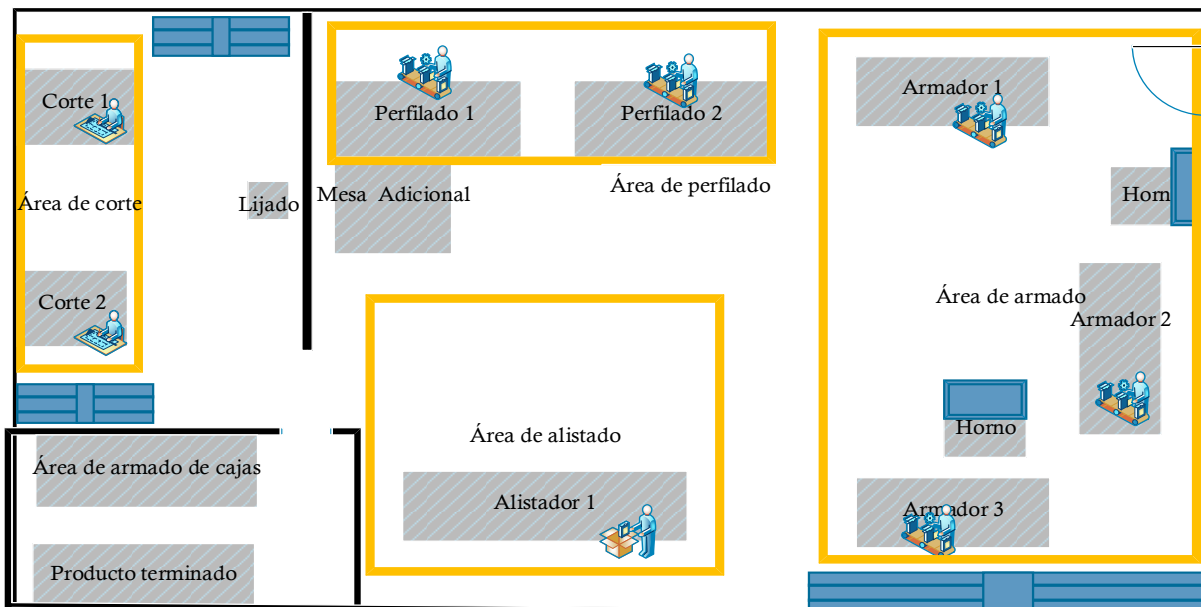 Corte 1
Perfilado 1
Perfilado 2
Armador 1
Área de corte
Lijado
Mesa Adicional
Área de perfilado
Horn
Corte 2
Área de armado
Armador 2
Área de alistado
Horno
Área de armado de cajas
Alistador 1
Armador 3
Producto terminado